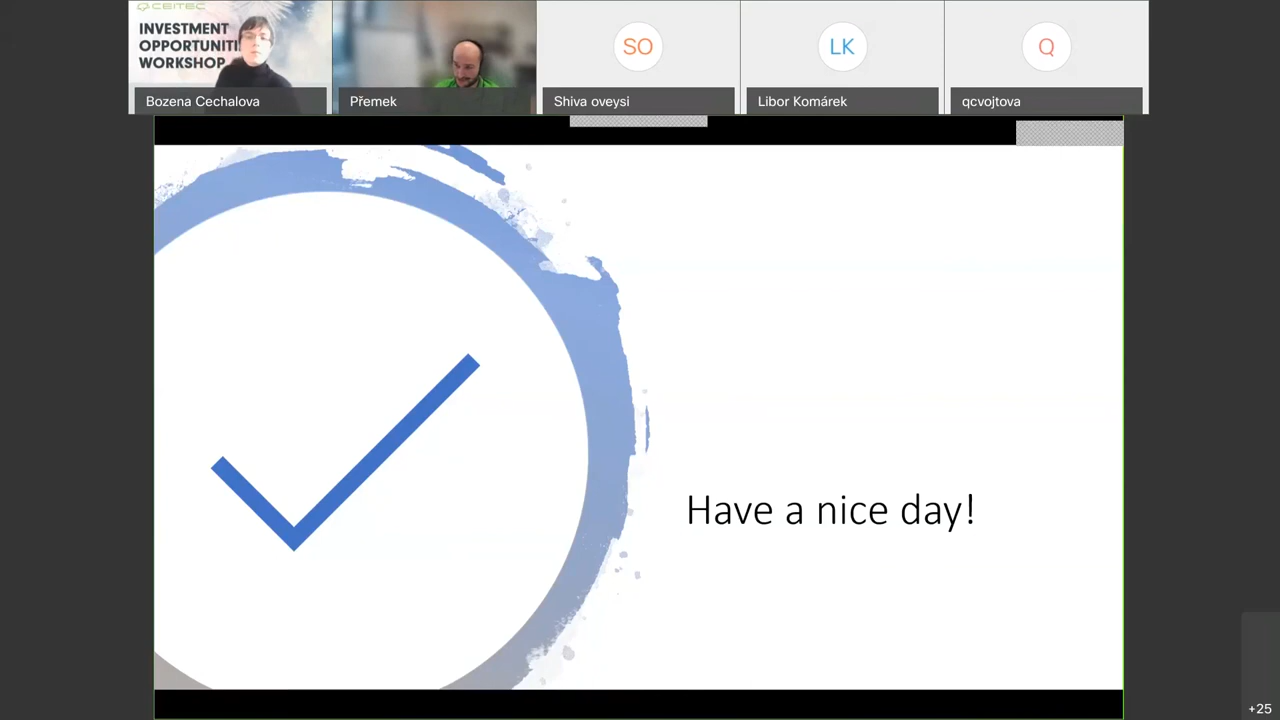 CEITEC
INVESTMENT
OPPORTUNITI
WORKSHOP
Bozena Cechalova
Přemek
SO
Shiva oveysi
LK
Libor Komárek
Q
qcvojtova
Have a nice day!
+25